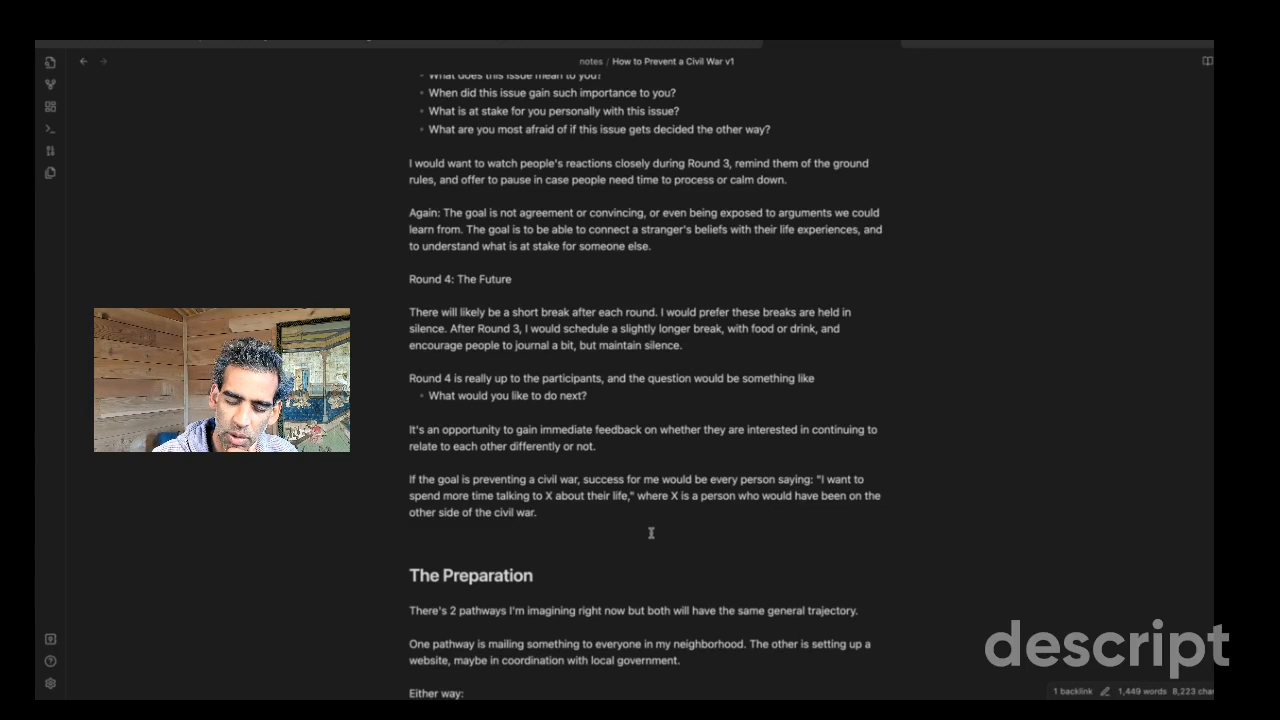 notes / How to Prevent a Civil War v1
What does this issue mean to you?
When did this issue gain such importance to you?
What is at stake for you personally with this issue?
What are you most afraid of if this issue gets decided the other way?
I would want to watch people's reactions closely during Round 3, remind them of the ground
rules, and offer to pause in case people need time to process or calm down.
Again: The goal is not agreement or convincing, or even being exposed to arguments we could
learn from. The goal is to be able to connect a stranger's beliefs with their life experiences, and
to understand what is at stake for someone else.
Round 4: The Future
There will likely be a short break after each round. I would prefer these breaks are held in
silence. After Round 3, I would schedule a slightly longer break, with food or drink, and
encourage people to journal a bit, but maintain silence.
Round 4 is really up to the participants, and the question would be something like
What would you like to do next?
It's an opportunity to gain immediate feedback on whether they are interested in continuing to
relate to each other differently or not.
If the goal is preventing a civil war, success for me would be every person saying: "I want to
spend more time talking to X about their life," where X is a person who would have been on the
other side of the civil war.
The Preparation
There's 2 pathways I'm imagining right now but both will have the same general trajectory.
One pathway is mailing something to everyone in my neighborhood. The other is setting up a
website, maybe in coordination with local government.
Either way:
descript
1 backlink 1,449 words 8,223 char